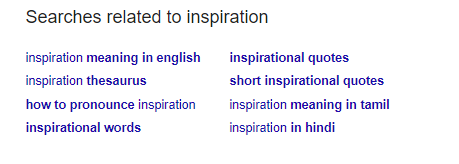 Searches related to inspiration
inspiration meaning in english
inspiration thesaurus
how to pronounce inspiration
inspirational words
inspirational quotes
short inspirational quotes
inspiration meaning in tamil
inspiration in hindi